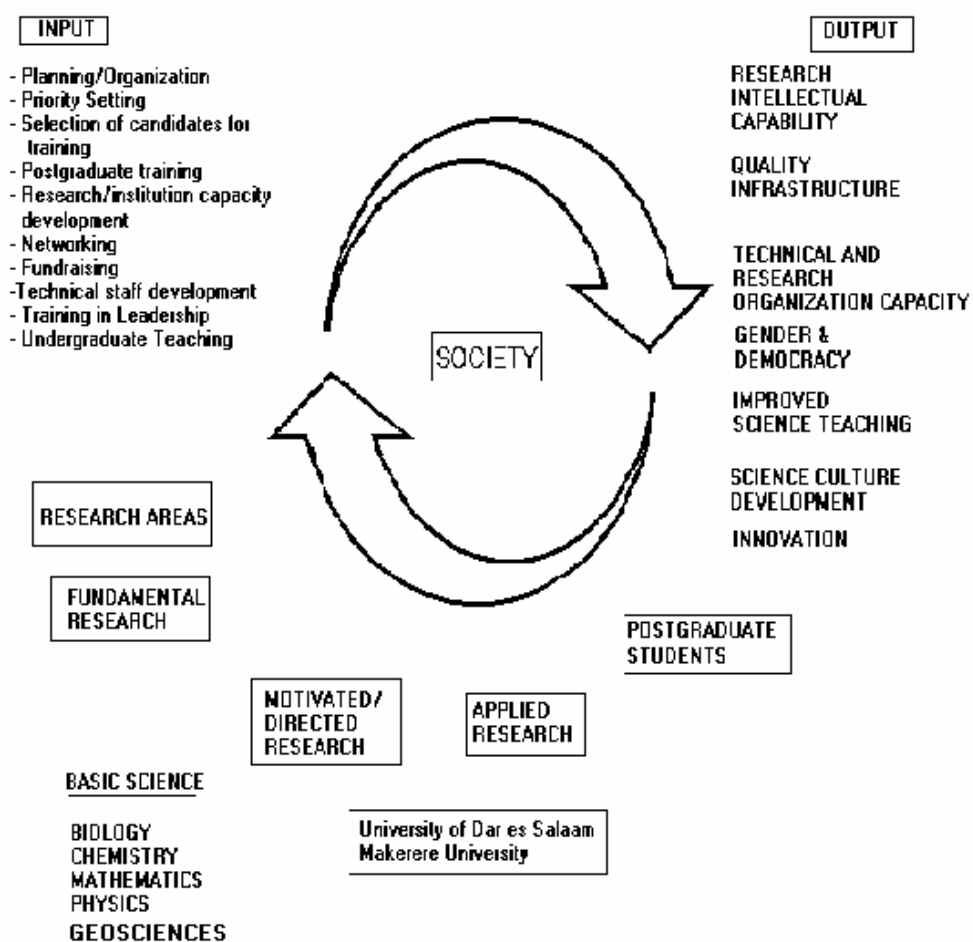 INPUT
- Planning/Organization
- Priority Setting
- Selection of candidates for
training
- Postgraduate training
- Research/institution capacity
development
- Networking
- Fundraising
-Technical staff development
- Training in Leadership
- Undergraduate Teaching
OUTPUT
RESEARCH
INTELLECTUAL
CAPABILITY
QUALITY
INFRASTRUCTURE
TECHNICAL AND
RESEARCH
ORGANIZATION CAPACITY
GENDER &
DEMOCRACY
IMPROVED
SCIENCE TEACHING
SCIENCE CULTURE
DEVELOPMENT
INNOVATION
SOCIETY
RESEARCH AREAS
FUNDAMENTAL
RESEARCH
MOTIVATED/
DIRECTED
RESEARCH
APPLIED
RESEARCH
POSTGRADUATE
STUDENTS
BASIC SCIENCE
BIOLOGY
CHEMISTRY
MATHEMATICS
PHYSICS
GEOSCIENCES
University of Dar es Salaam
Makerere University